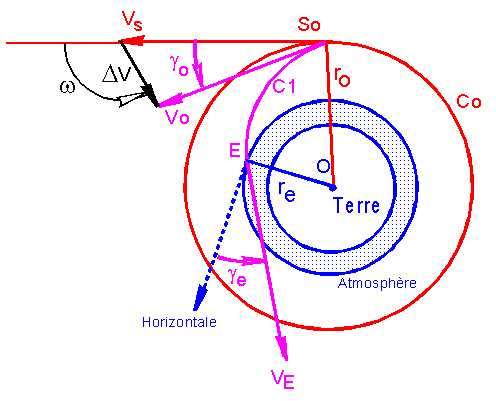 Vs
So
γo
ΔV
ω
Vo
C1
ro
Co
E
O
re
Terre
γe
Atmosphère
Horizontale
VE